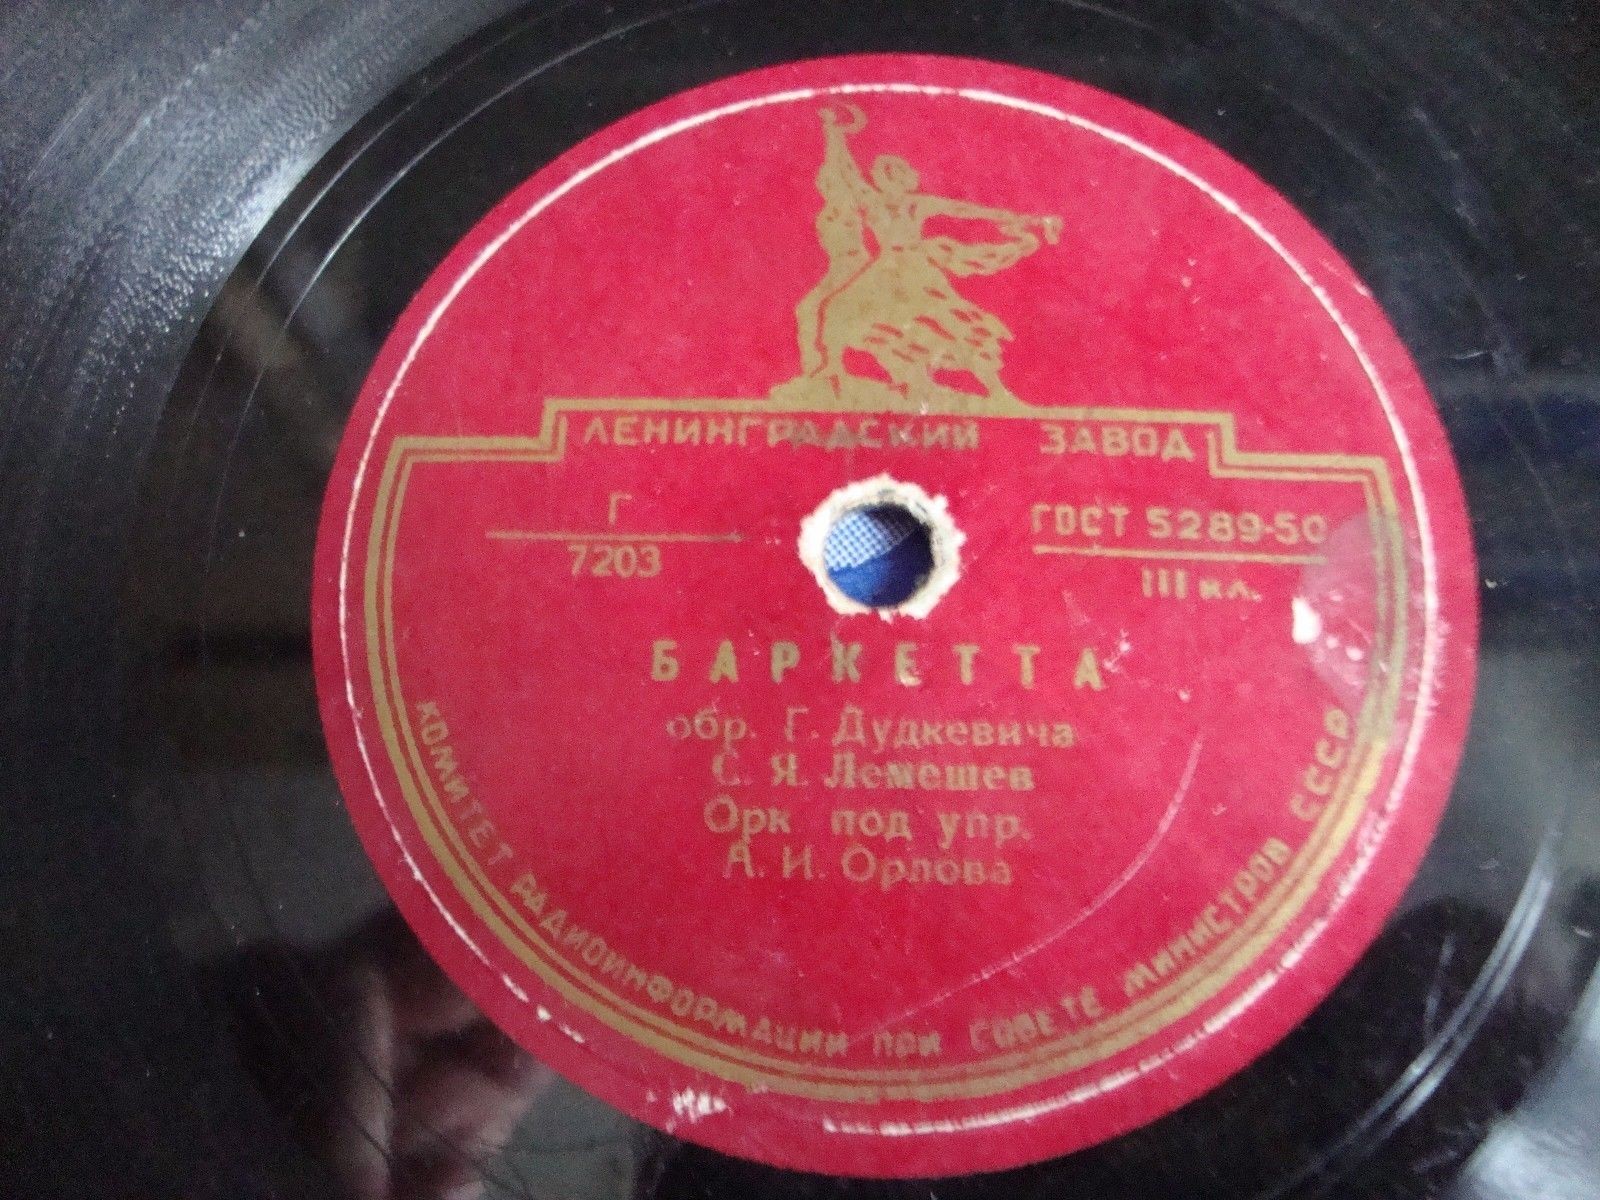 ЛЕНИНГРАДСКИЙ ЗАВОД
Г
7203
ГОСТ 5289-50
III кл.
БАРКЕТТА
обр. Г. Дудкевича
С. Я. Лемешев
Орк под упр.
А. И. Орлова
КОМИТЕТ РАДИОИНФОРМАЦИИ ПРИ СОВЕТЕ МИНИСТРОВ СССР